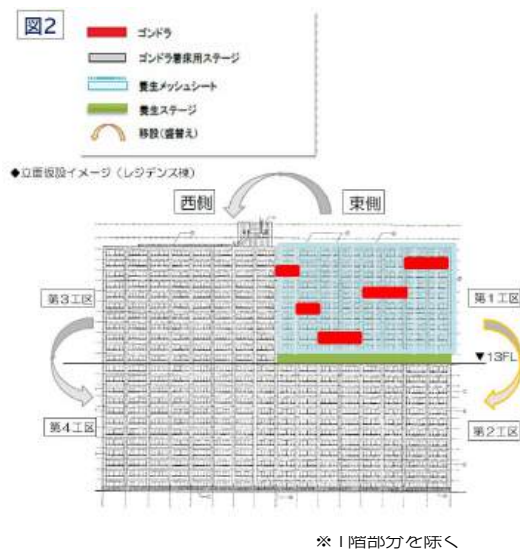 図2
ゴンドラ
ゴンドラ着床用ステージ
養生メッシュシート
養生ステージ
移設(盛替え)
◆立面仮設イメージ(レジデンス棟)
西側
東側
第3工区
第1工区
▼13FL
第4工区
第2工区
※1階部分を除く